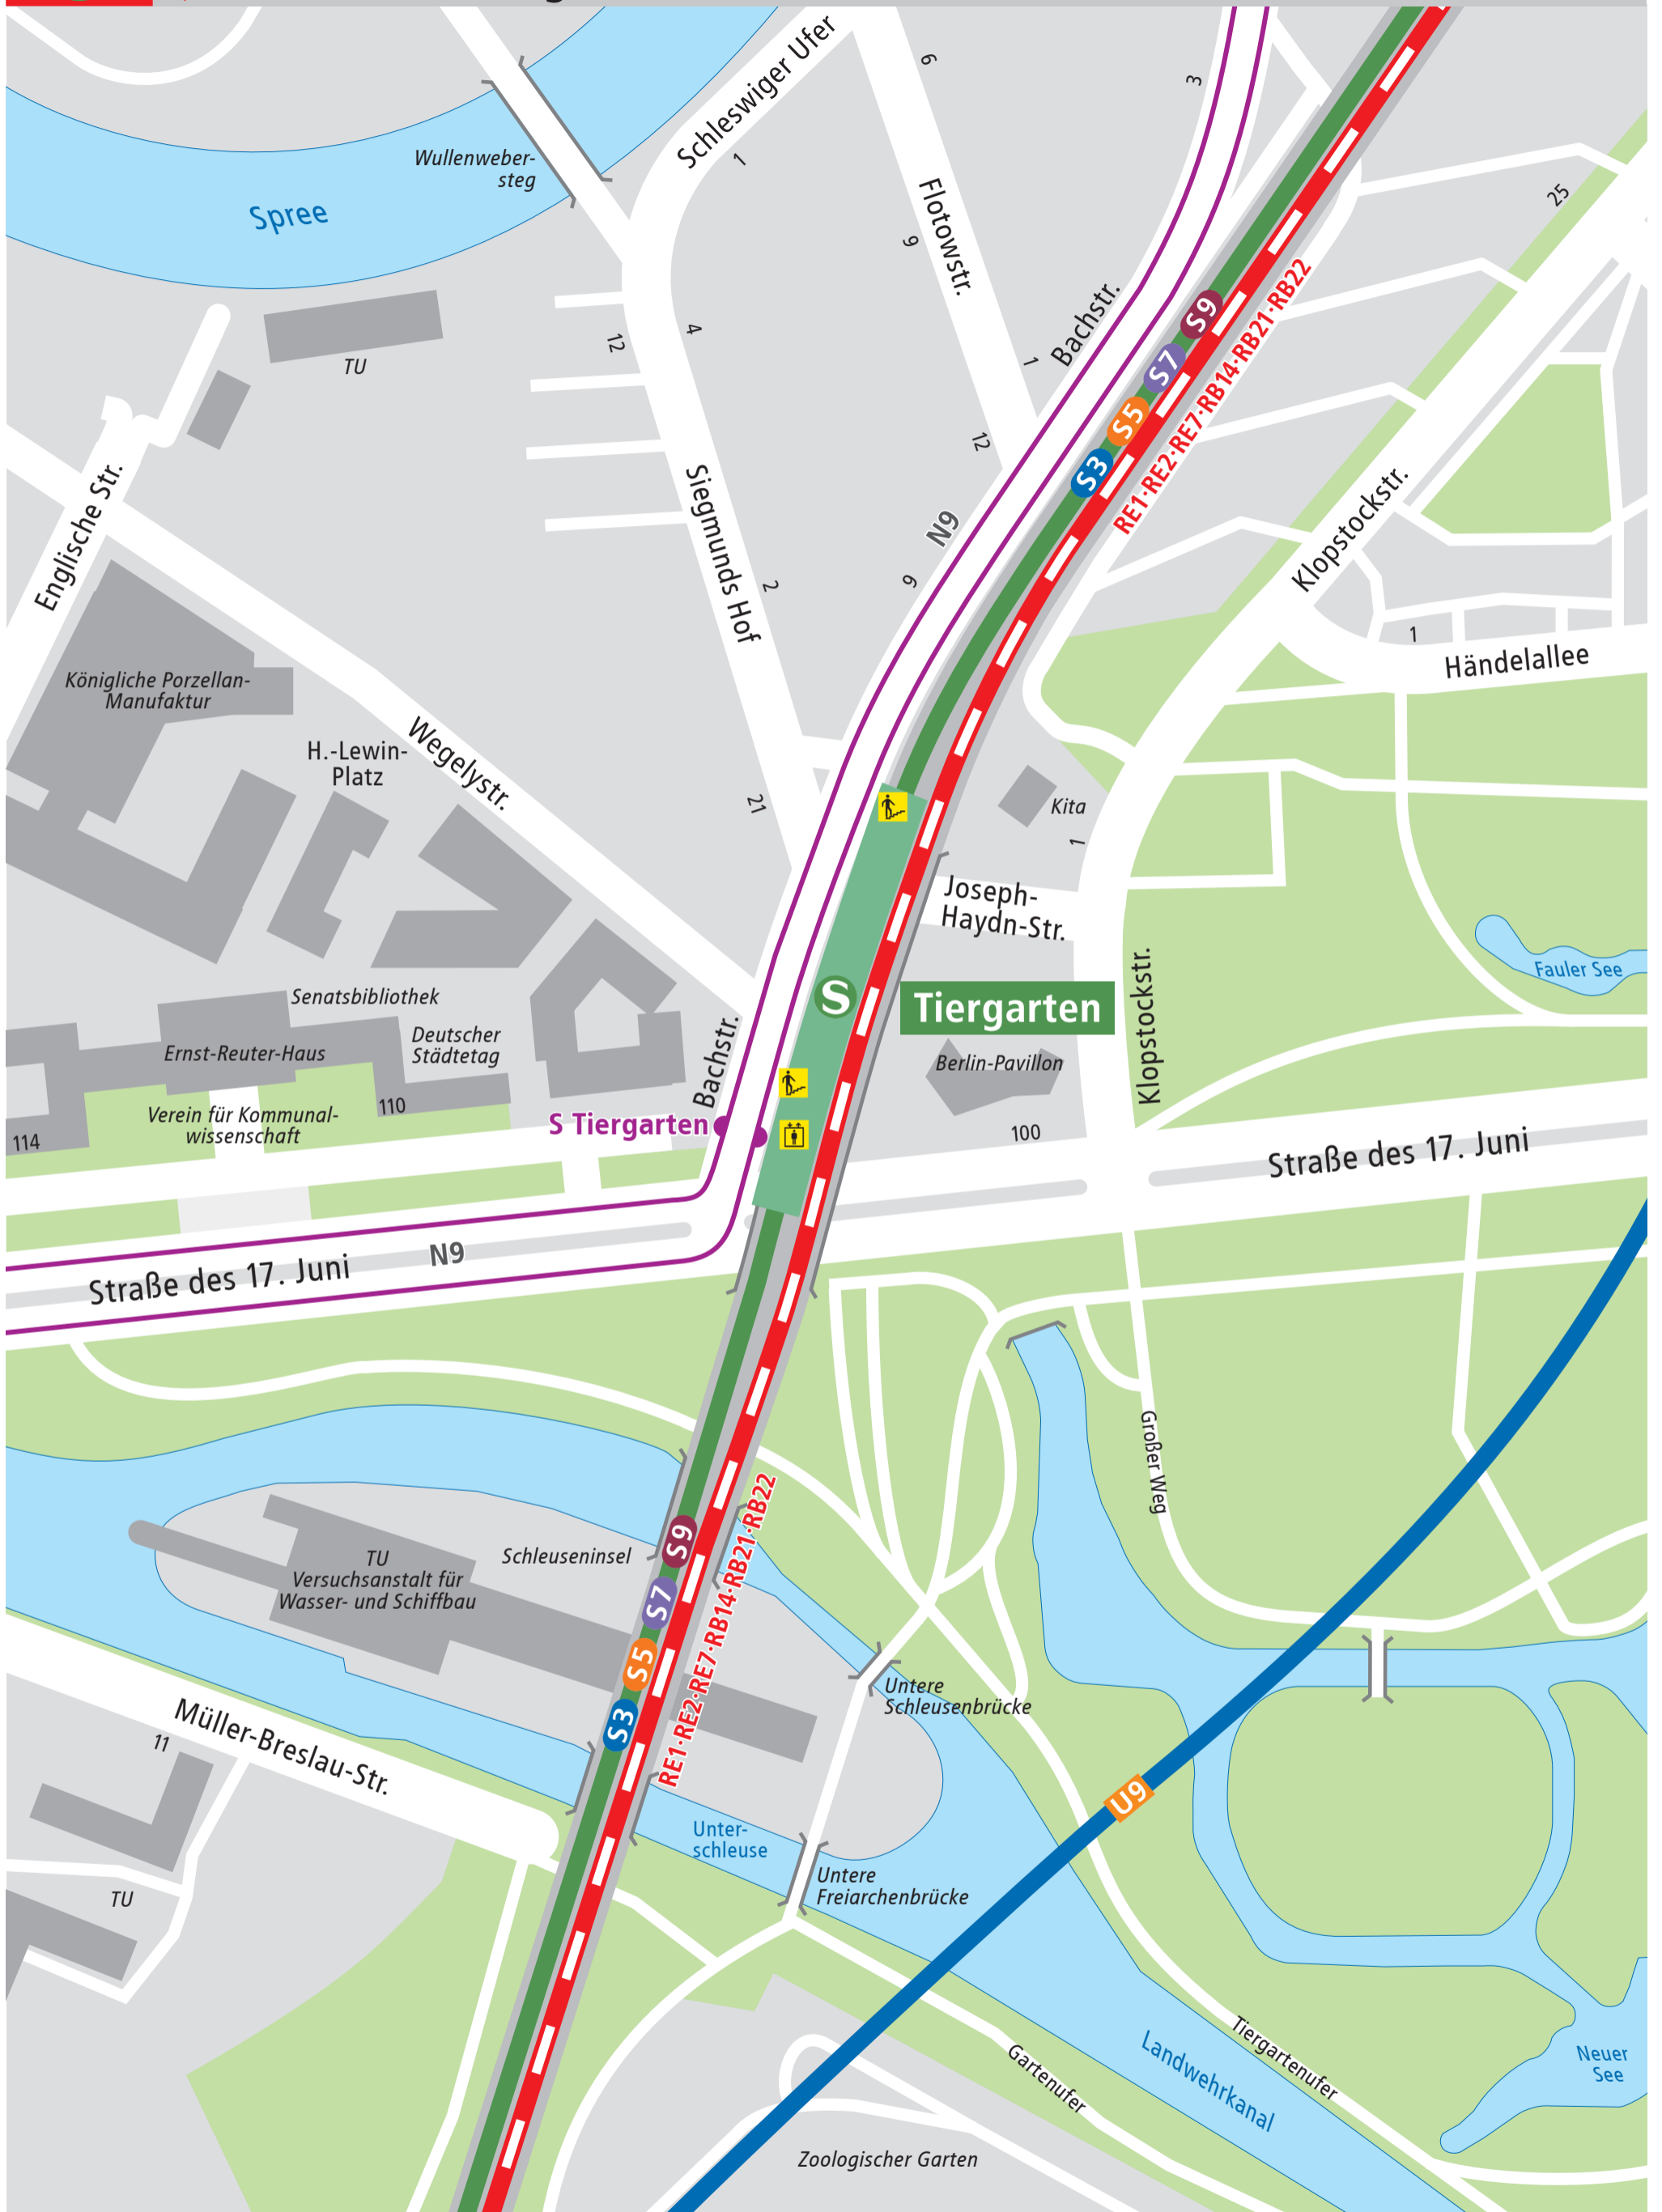 Schleswiger Ufer
6
3
1
Wullenweber-
steg
Spree
25
Flotowstr.
9
Bachstr.
S9
S7
S5
S3
RE1·RE2·RE7·RB14·RB21·RB22
12
4
TU
1
12
Siegmunds Hof
Englische Str.
N9
9
2
Klopstockstr.
1
Händelallee
Königliche Porzellan-
Manufaktur
H.-Lewin-
Platz
Wegelystr.
21
Kita
1
Joseph-
Haydn-Str.
Fauler See
Klopstockstr.
S
Tiergarten
Senatsbibliothek
Deutscher
Städtetag
Ernst-Reuter-Haus
Bachstr.
Berlin-Pavillon
110
Verein für Kommunal-
wissenschaft
114
S Tiergarten
100
Straße des 17. Juni
Straße des 17. Juni
N9
Großer Weg
S9
S7
S5
S3
RE1·RE2·RE7·RB14·RB21·RB22
Schleuseninsel
TU
Versuchsanstalt für
Wasser- und Schiffbau
Untere
Schleusenbrücke
Müller-Breslau-Str.
11
U9
Unter-
schleuse
Untere
Freiarchenbrücke
TU
Landwehrkanal
Tiergartenufer
Gartenufer
Neuer
See
Zoologischer Garten